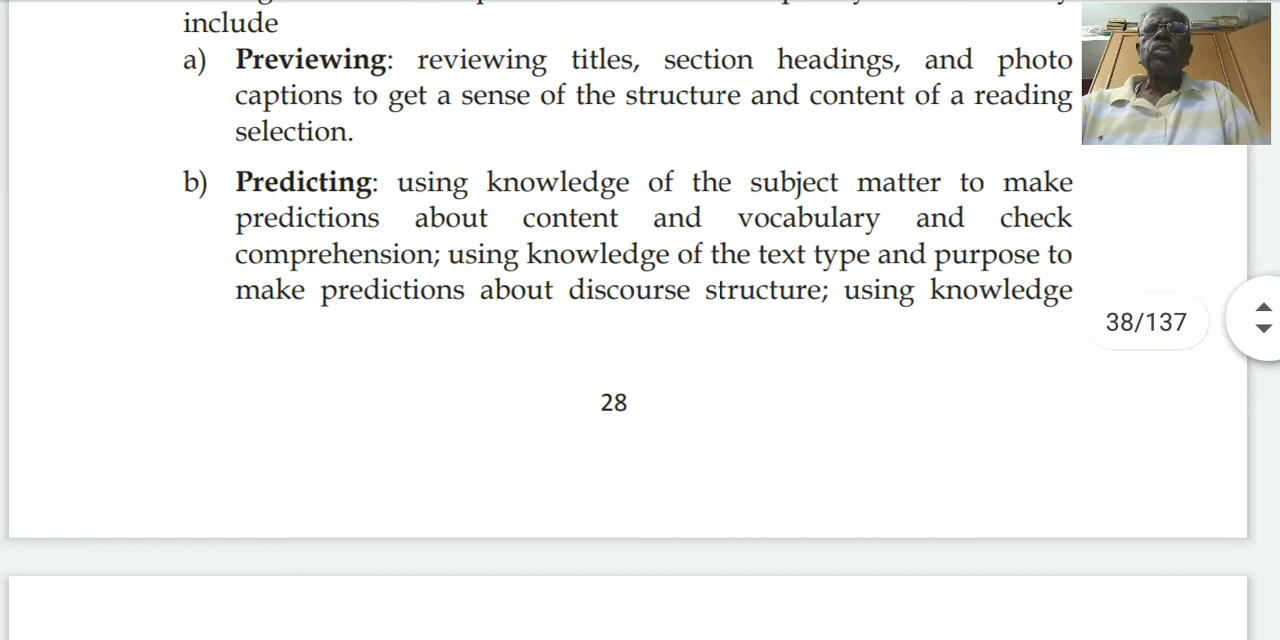 include
a) Previewing: reviewing titles, section headings, and photo
captions to get a sense of the structure and content of a reading
selection.
b) Predicting: using knowledge of the subject matter to make
predictions about content and vocabulary and check
comprehension; using knowledge of the text type and purpose to
make predictions about discourse structure; using knowledge
38/137
28